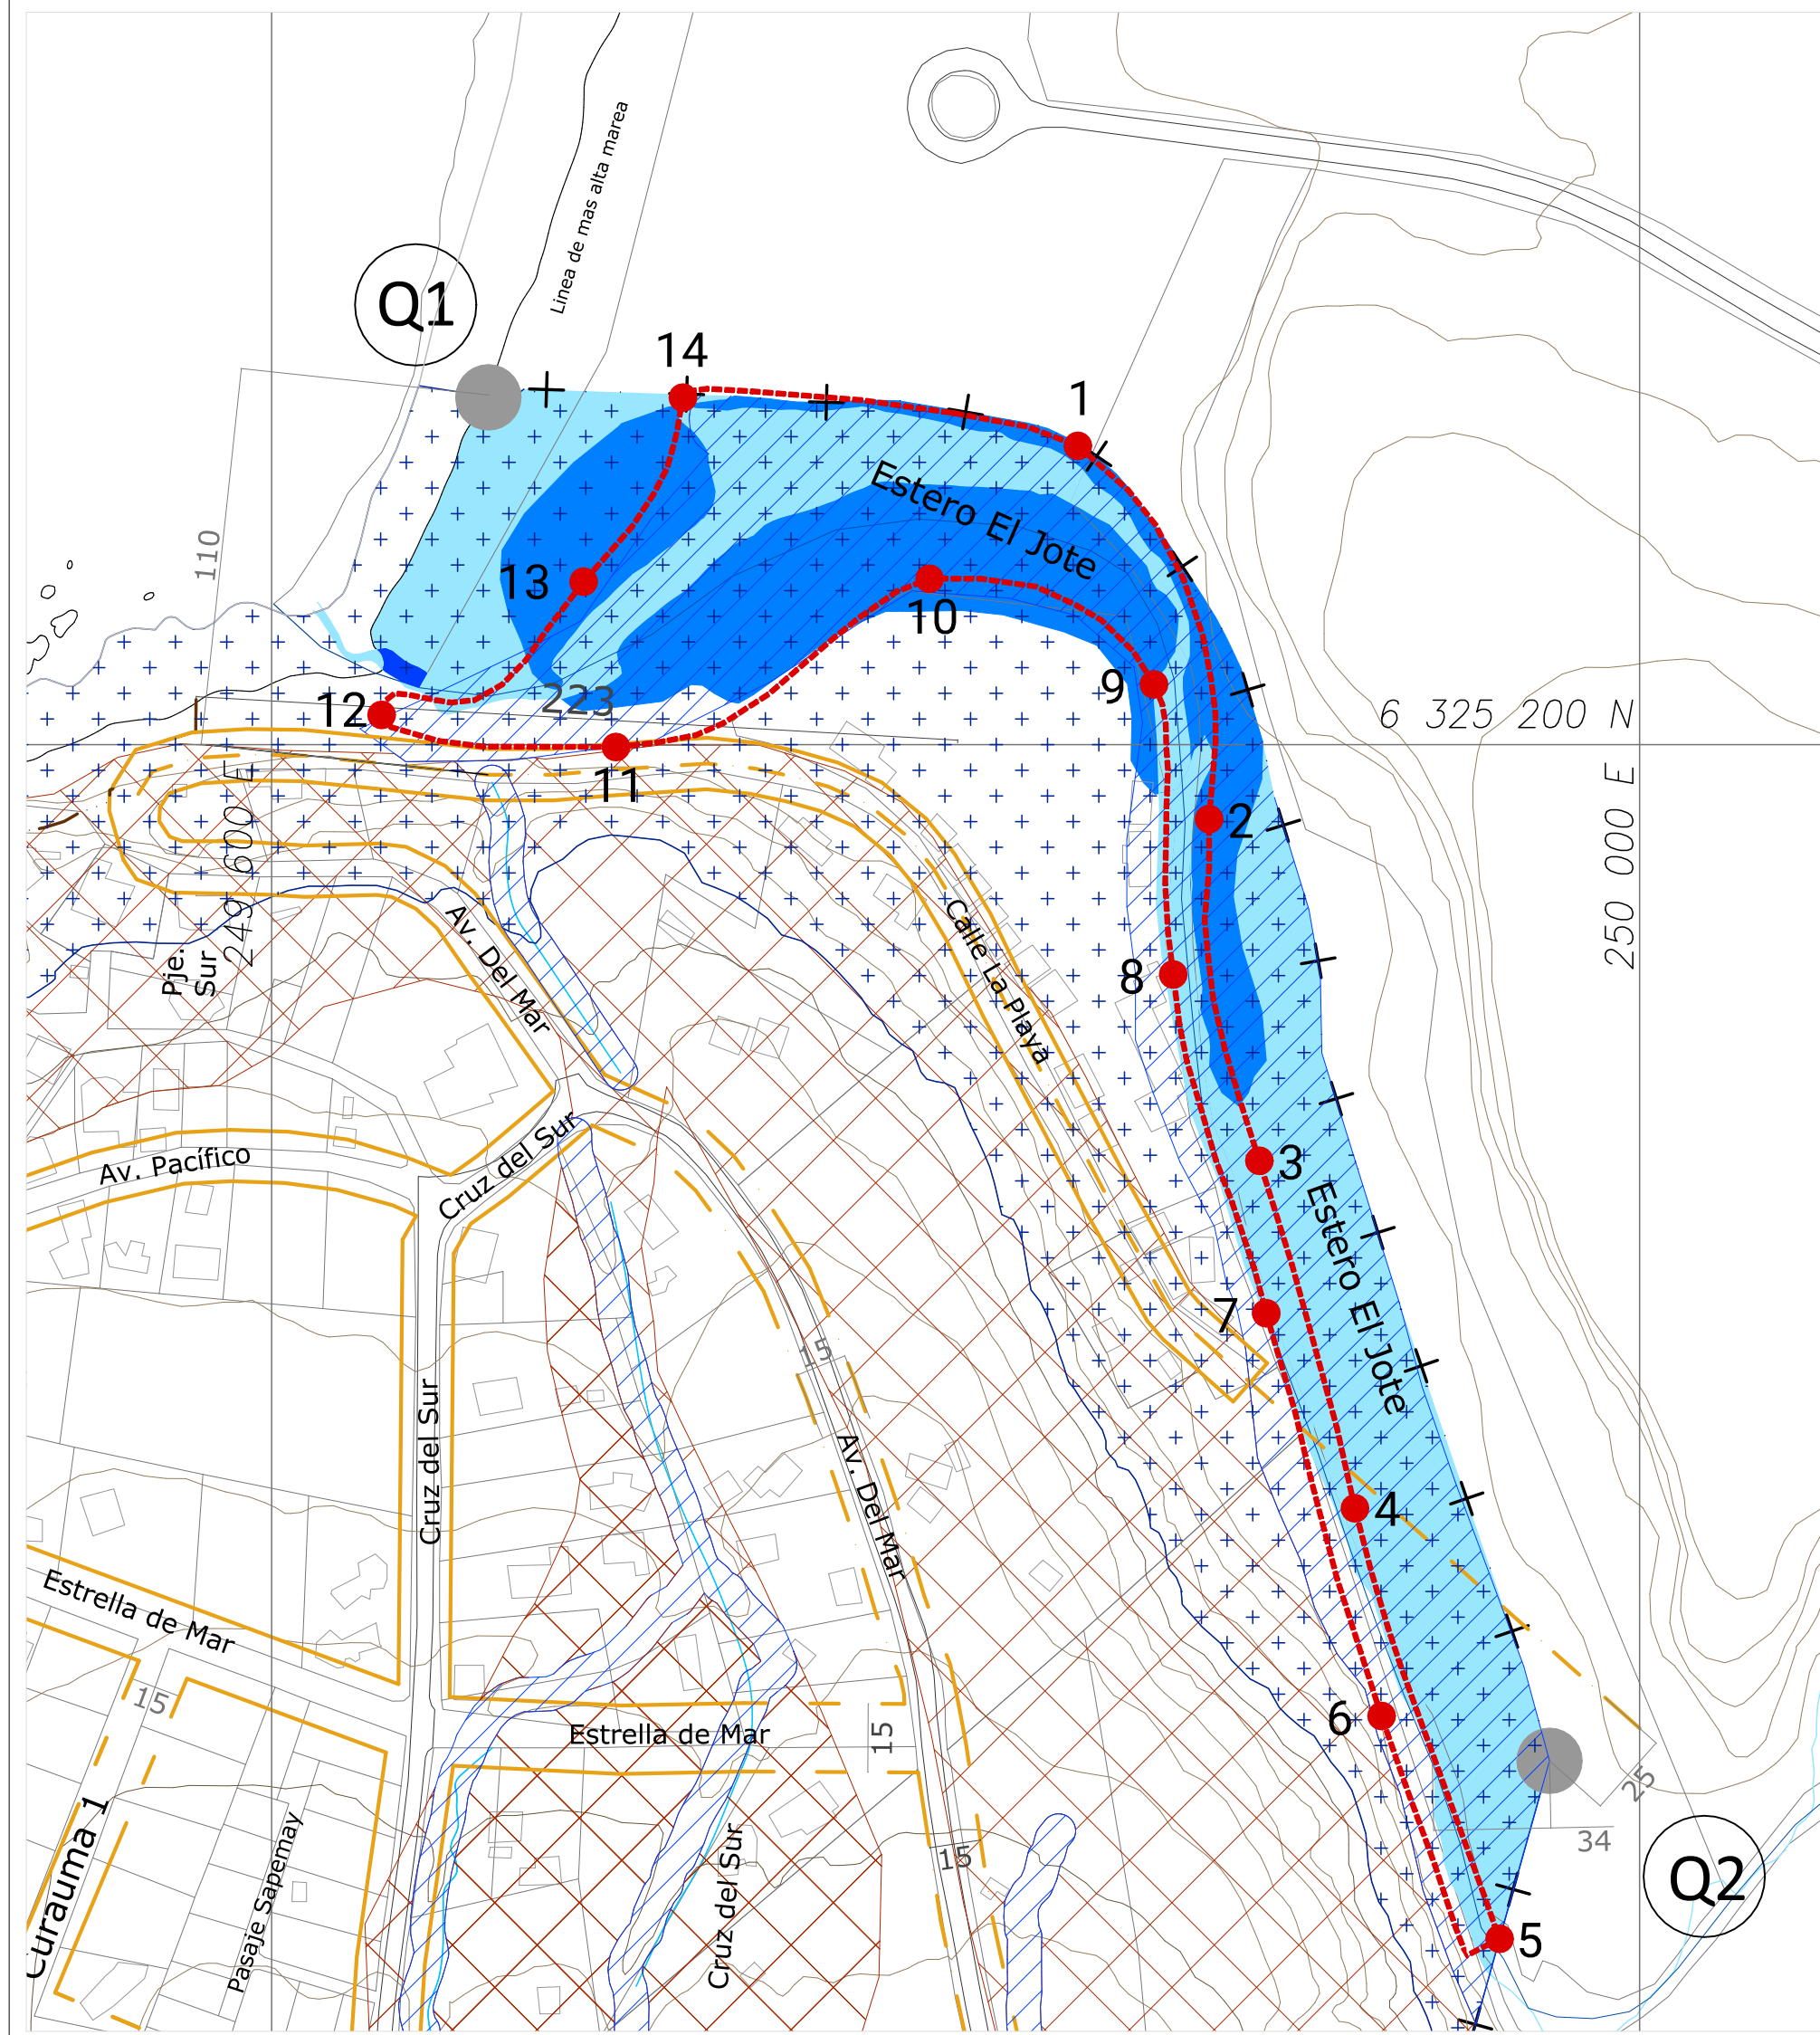 Linea de mas alta marea
Q1
14
1
110
Estero El Jote
13
10
9
12
223
6 325 200 N
11
2
249 600 E
250 000 E
Calle La Playa
Av. Del Mar
Pje.
Sur
8
Cruz del Sur
Av. Pacífico
3
Estero El Jote
7
15
Cruz del Sur
Av. Del Mar
4
Estrella de Mar
15
6
Estrella de Mar
15
25
34
Curauma 1
Pasaje Sapemay
Cruz del Sur
15
Q2
5